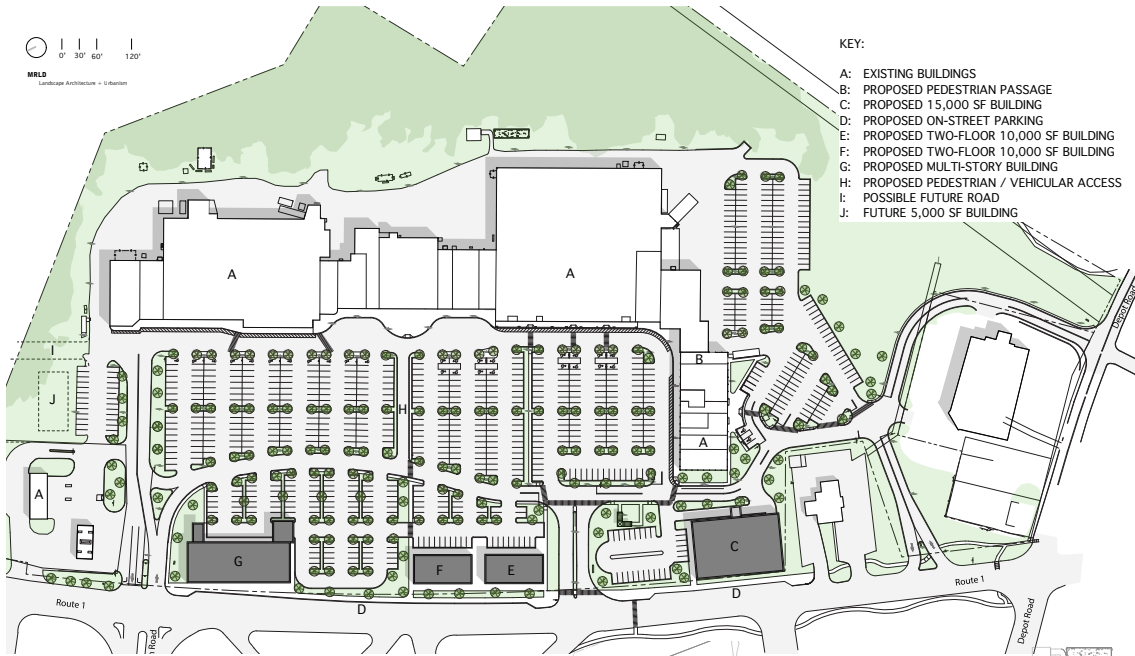 0' 30' 60' 120'
MRLD
Landscape Architecture + Urbanism
KEY:
A: EXISTING BUILDINGS
B: PROPOSED PEDESTRIAN PASSAGE
C: PROPOSED 15,000 SF BUILDING
D: PROPOSED ON-STREET PARKING
E: PROPOSED TWO-FLOOR 10,000 SF BUILDING
F: PROPOSED TWO-FLOOR 10,000 SF BUILDING
G: PROPOSED MULTI-STORY BUILDING
H: PROPOSED PEDESTRIAN / VEHICULAR ACCESS
I: POSSIBLE FUTURE ROAD
J: FUTURE 5,000 SF BUILDING
A
A
Depot Road
I
B
J
H
A
A
C
G
F
E
Route 1
D
D
Route 1
Road
Depot Road